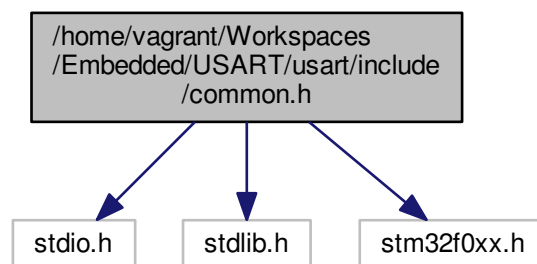 /home/vagrant/Workspaces
/Embedded/USART/usart/include
/common.h
stdio.h
stdlib.h
stm32f0xx.h